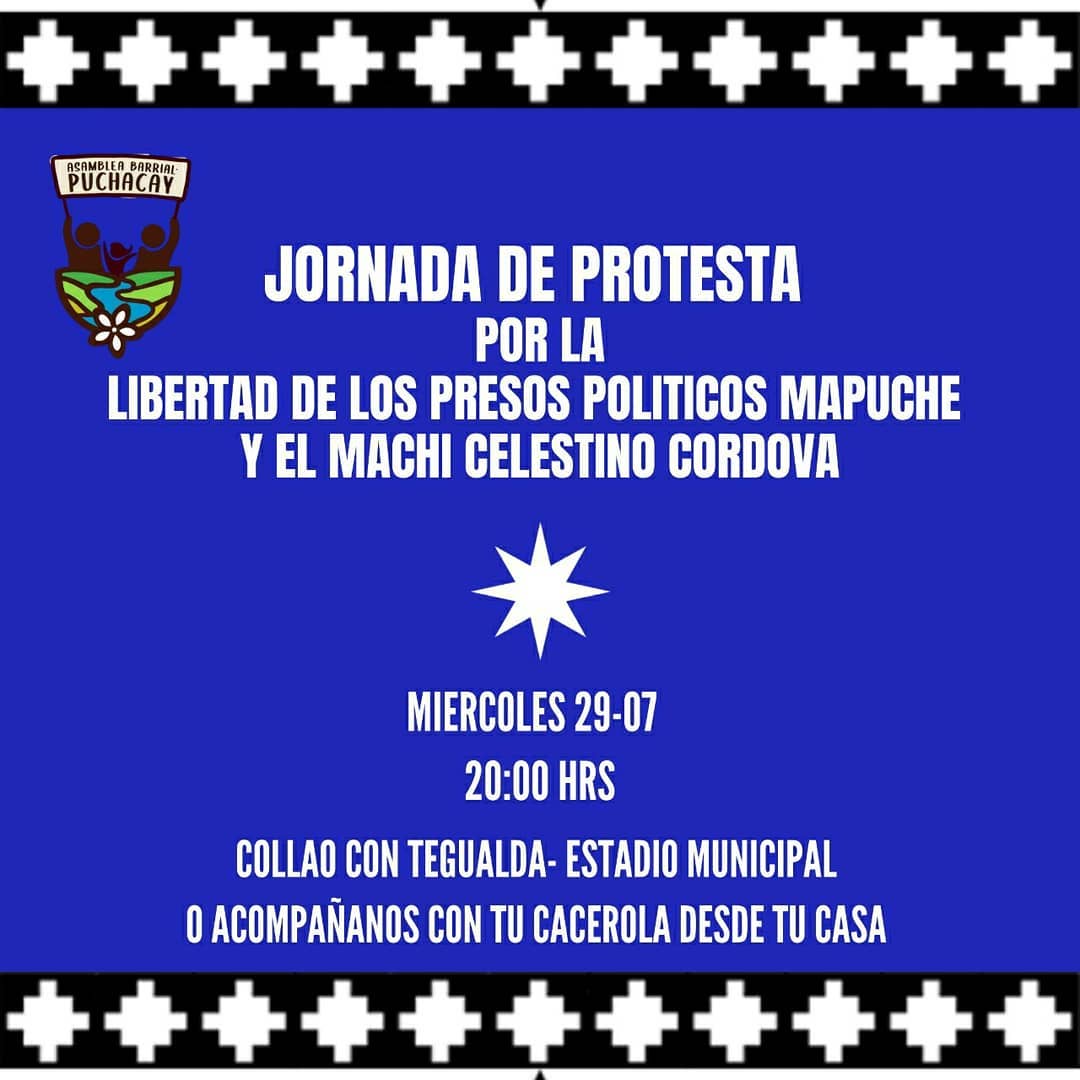 ASAMBLEA BARRIAL
PUCHACAY
JORNADA DE PROTESTA
POR LA
LIBERTAD DE LOS PRESOS POLITICOS MAPUCHE
Y EL MACHI CELESTINO CORDOVA
MIERCOLES 29-07
20:00 HRS
COLLAO CON TEGUALDA- ESTADIO MUNICIPAL
O ACOMPAÑANOS CON TU CACEROLA DESDE TU CASA